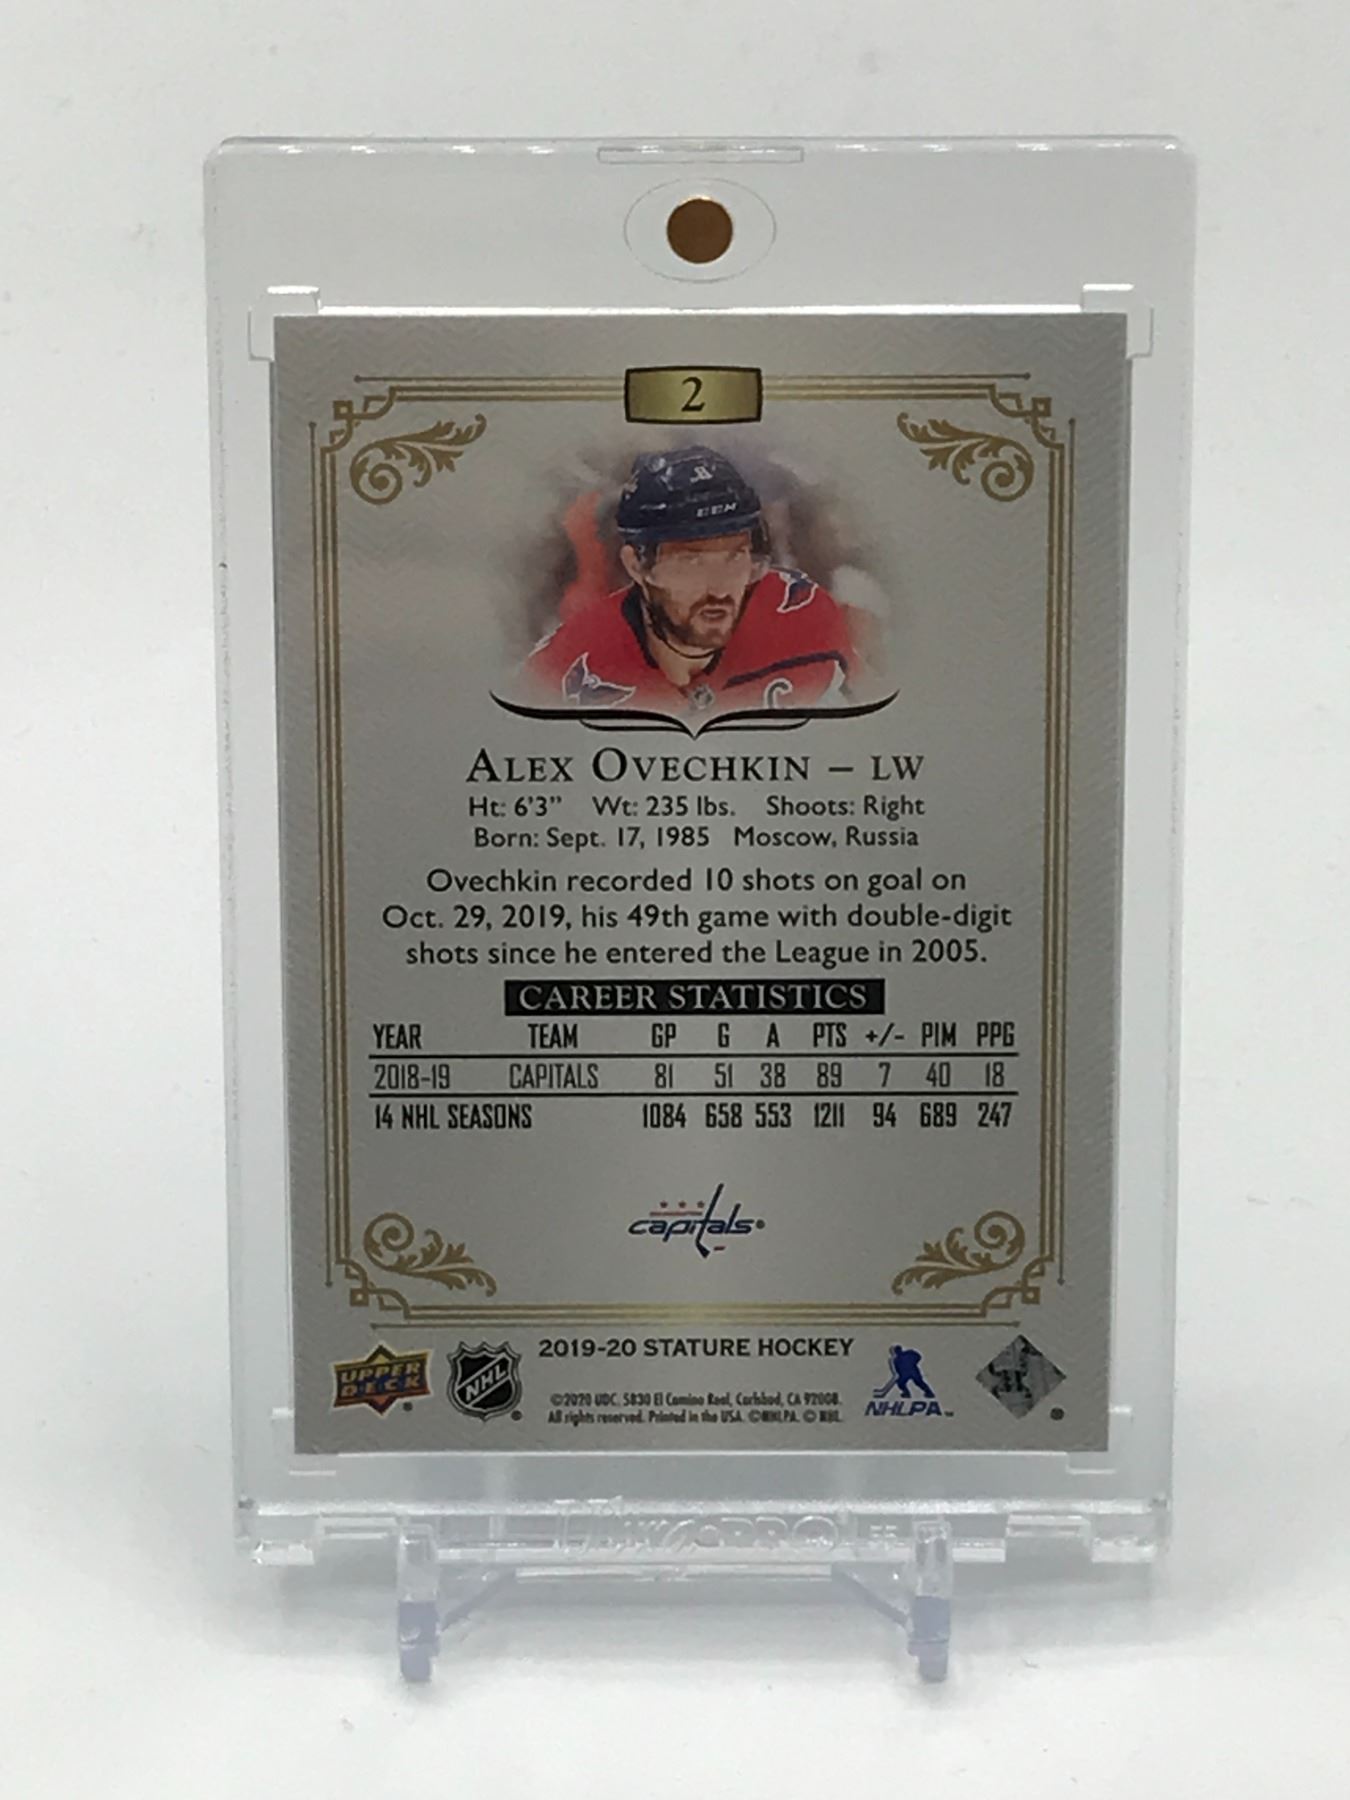 2
8
CCM
C
ALEX OVECHKIN – LW
Ht: 6'3" Wt: 235 lbs. Shoots: Right
Born: Sept. 17, 1985 Moscow, Russia
Ovechkin recorded 10 shots on goal on
Oct. 29, 2019, his 49th game with double-digit
shots since he entered the League in 2005.
CAREER STATISTICS
YEAR TEAM GP G A PTS +/- PIM PPG
2018-19 CAPITALS 81 51 38 89 7 40 18
14 NHL SEASONS 1084 658 553 1211 94 689 247
capitals®
2019-20 STATURE HOCKEY
UPPER DECK®
NHL®
©2020 UDC. 5830 El Camino Real, Carlsbad, CA 92008.
All rights reserved. Printed in the USA. ©NHLPA. © NHL.
NHLPA™
®
ULTRA PRO